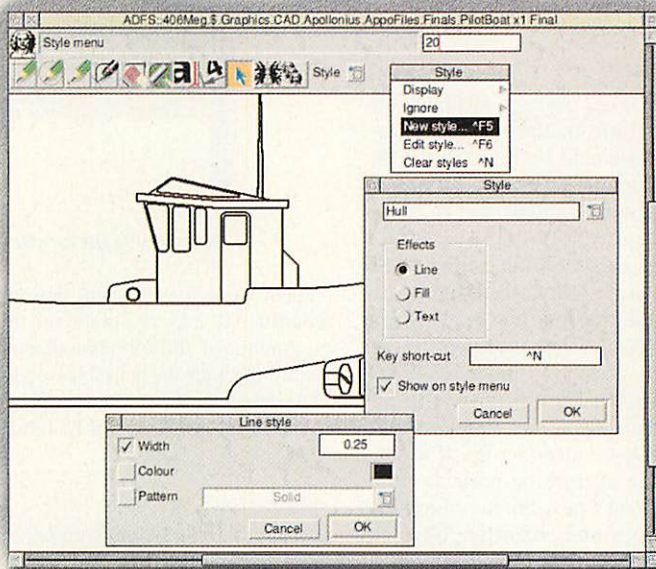 ADFS::406Meg.$.Graphics.CAD.Apollonius.AppoFiles.Finals.PilotBoat x1 Final
Style menu
20
a
Style
Style
Display
Ignore
New style... ^F5
Edit style... ^F6
Clear styles ^N
Style
Hull
Effects
Line
Fill
Text
Key short-cut ^N
Show on style menu
Cancel OK
Line style
Width 0.25
Colour
Pattern Solid
Cancel OK